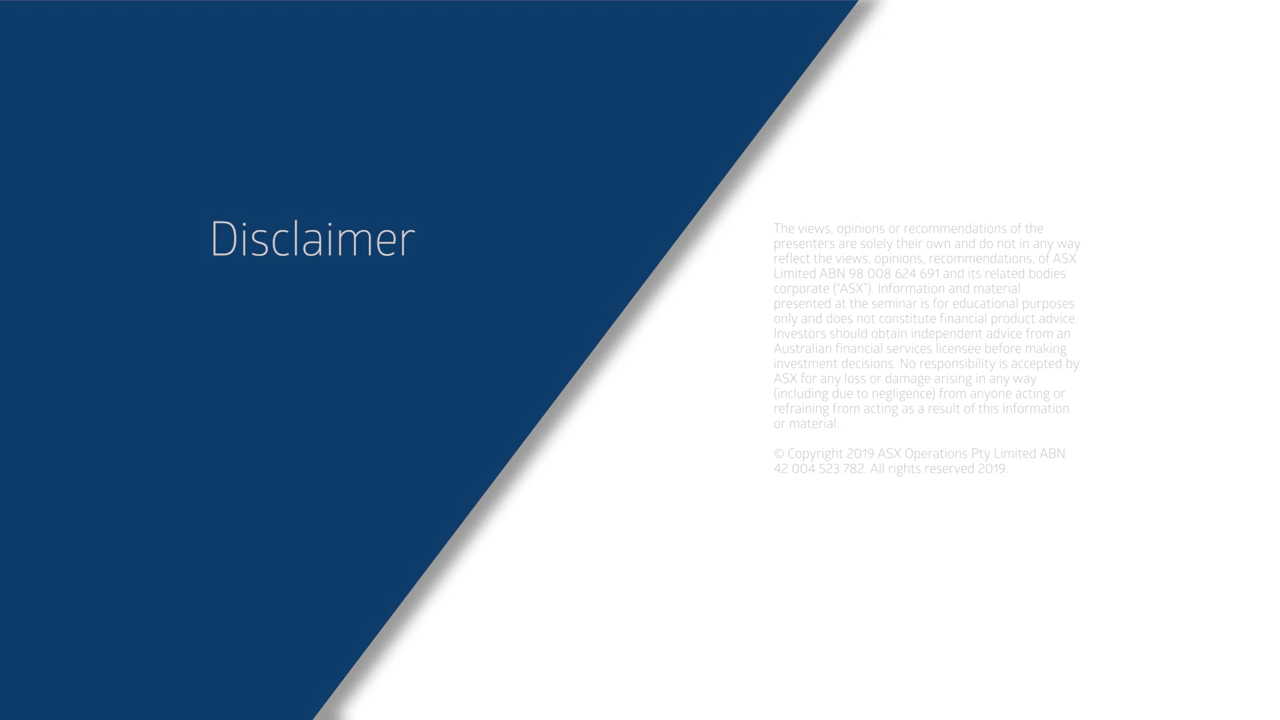 Disclaimer
The views, opinions or recommendations of the
presenters are solely their own and do not in any way
reflect the views, opinions, recommendations, of ASX
Limited ABN 98 008 624 691 and its related bodies
corporate ("ASX"). Information and material
presented at the seminar is for educational purposes
only and does not constitute financial product advice.
Investors should obtain independent advice from an
Australian financial services licensee before making
investment decisions. No responsibility is accepted by
ASX for any loss or damage arising in any way
(including due to negligence) from anyone acting or
refraining from acting as a result of this information
or material.
© Copyright 2019 ASX Operations Pty Limited ABN
42 004 523 782. All rights reserved 2019.